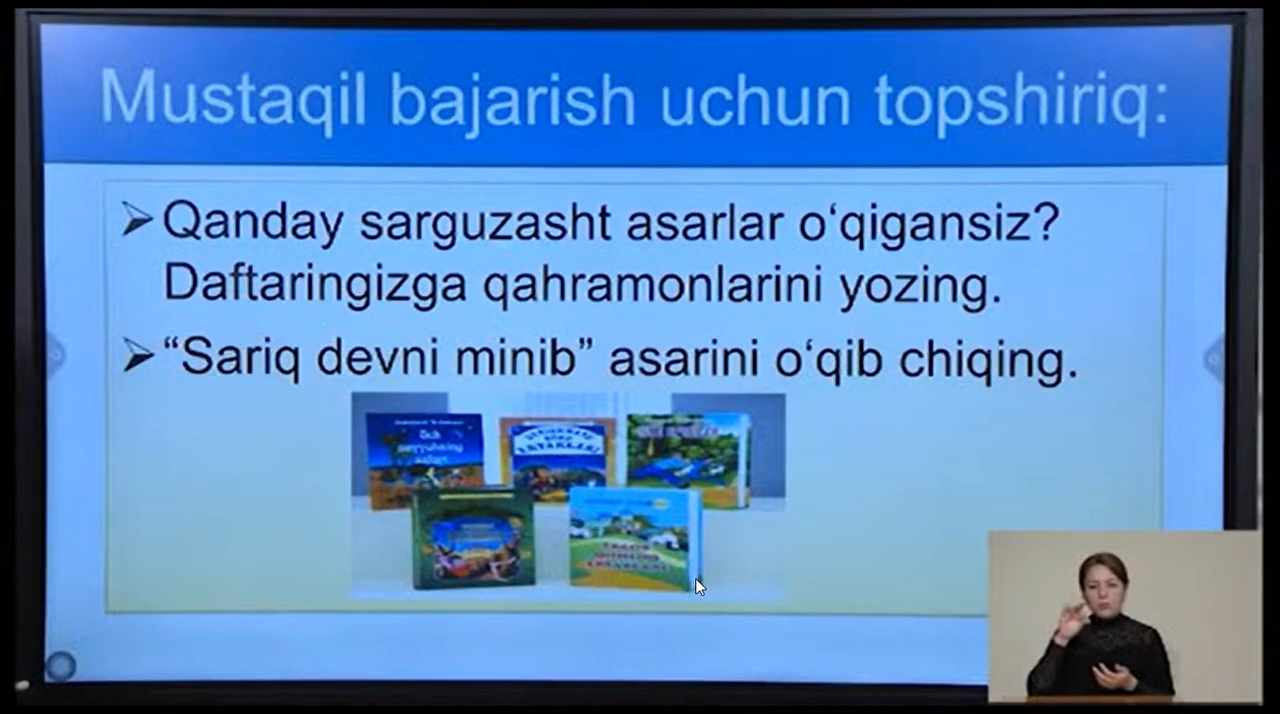 Mustaqil bajarish uchun topshiriq:
Qanday sarguzasht asarlar o‘qigansiz?
Daftaringizga qahramonlarini yozing.
“Sariq devni minib” asarini o‘qib chiqing.